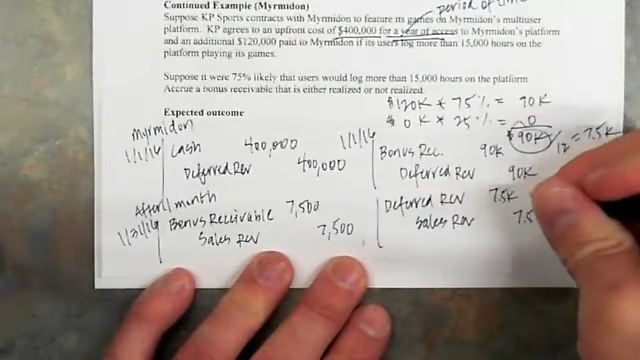 period of time
Continued Example (Myrmidon)
Suppose KP Sports contracts with Myrmidon to feature its games on Myrmidon's multiuser
platform. KP agrees to an upfront cost of $400,000 for a year of access to Myrmidon's platform
and an additional $120,000 paid to Myrmidon if its users log more than 15,000 hours on the
platform playing its games.
Suppose it were 75% likely that users would log more than 15,000 hours on the platform
Accrue a bonus receivable that is either realized or not realized.
$120K * 75% = 90K
$0K * 25% = 0
$90K/12 = 7.5K
Expected outcome
Myrmidon
1/1/16 Cash 400,000
Deferred Rev 400,000
After 1 month
1/31/16 Bonus Receivable 7,500
Sales Rev 7,500
1/1/16 Bonus Rec. 90K
Deferred Rev 90K
Deferred Rev 7.5K
Sales Rev 7.5